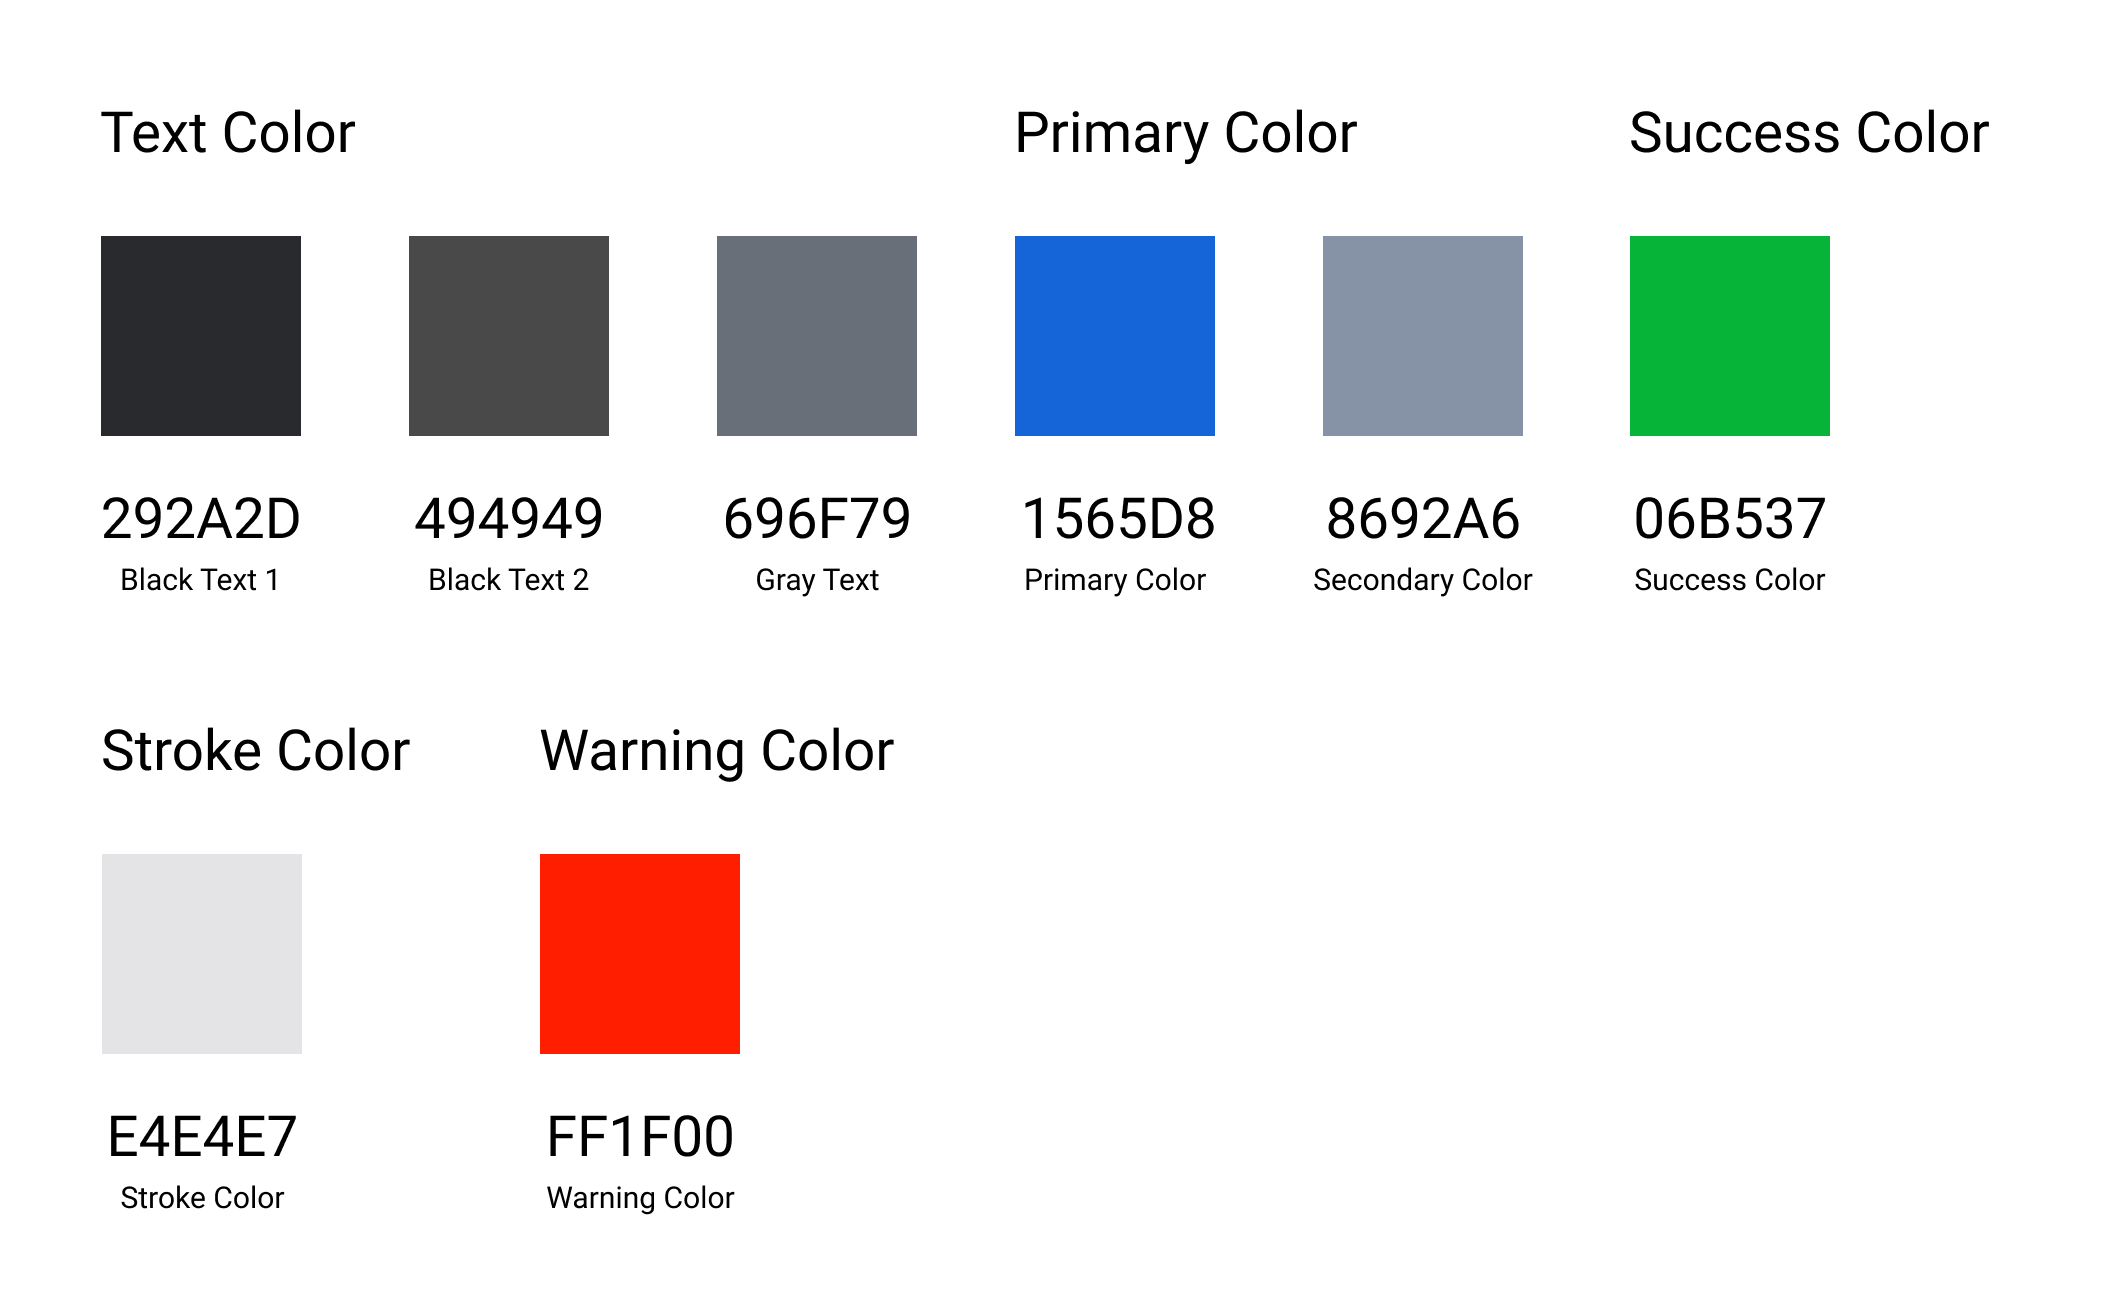 Text Color
Primary Color
Success Color
292A2D
494949
696F79
1565D8
8692A6
06B537
Black Text 1
Black Text 2
Gray Text
Primary Color
Secondary Color
Success Color
Stroke Color
Warning Color
E4E4E7
FF1F00
Stroke Color
Warning Color